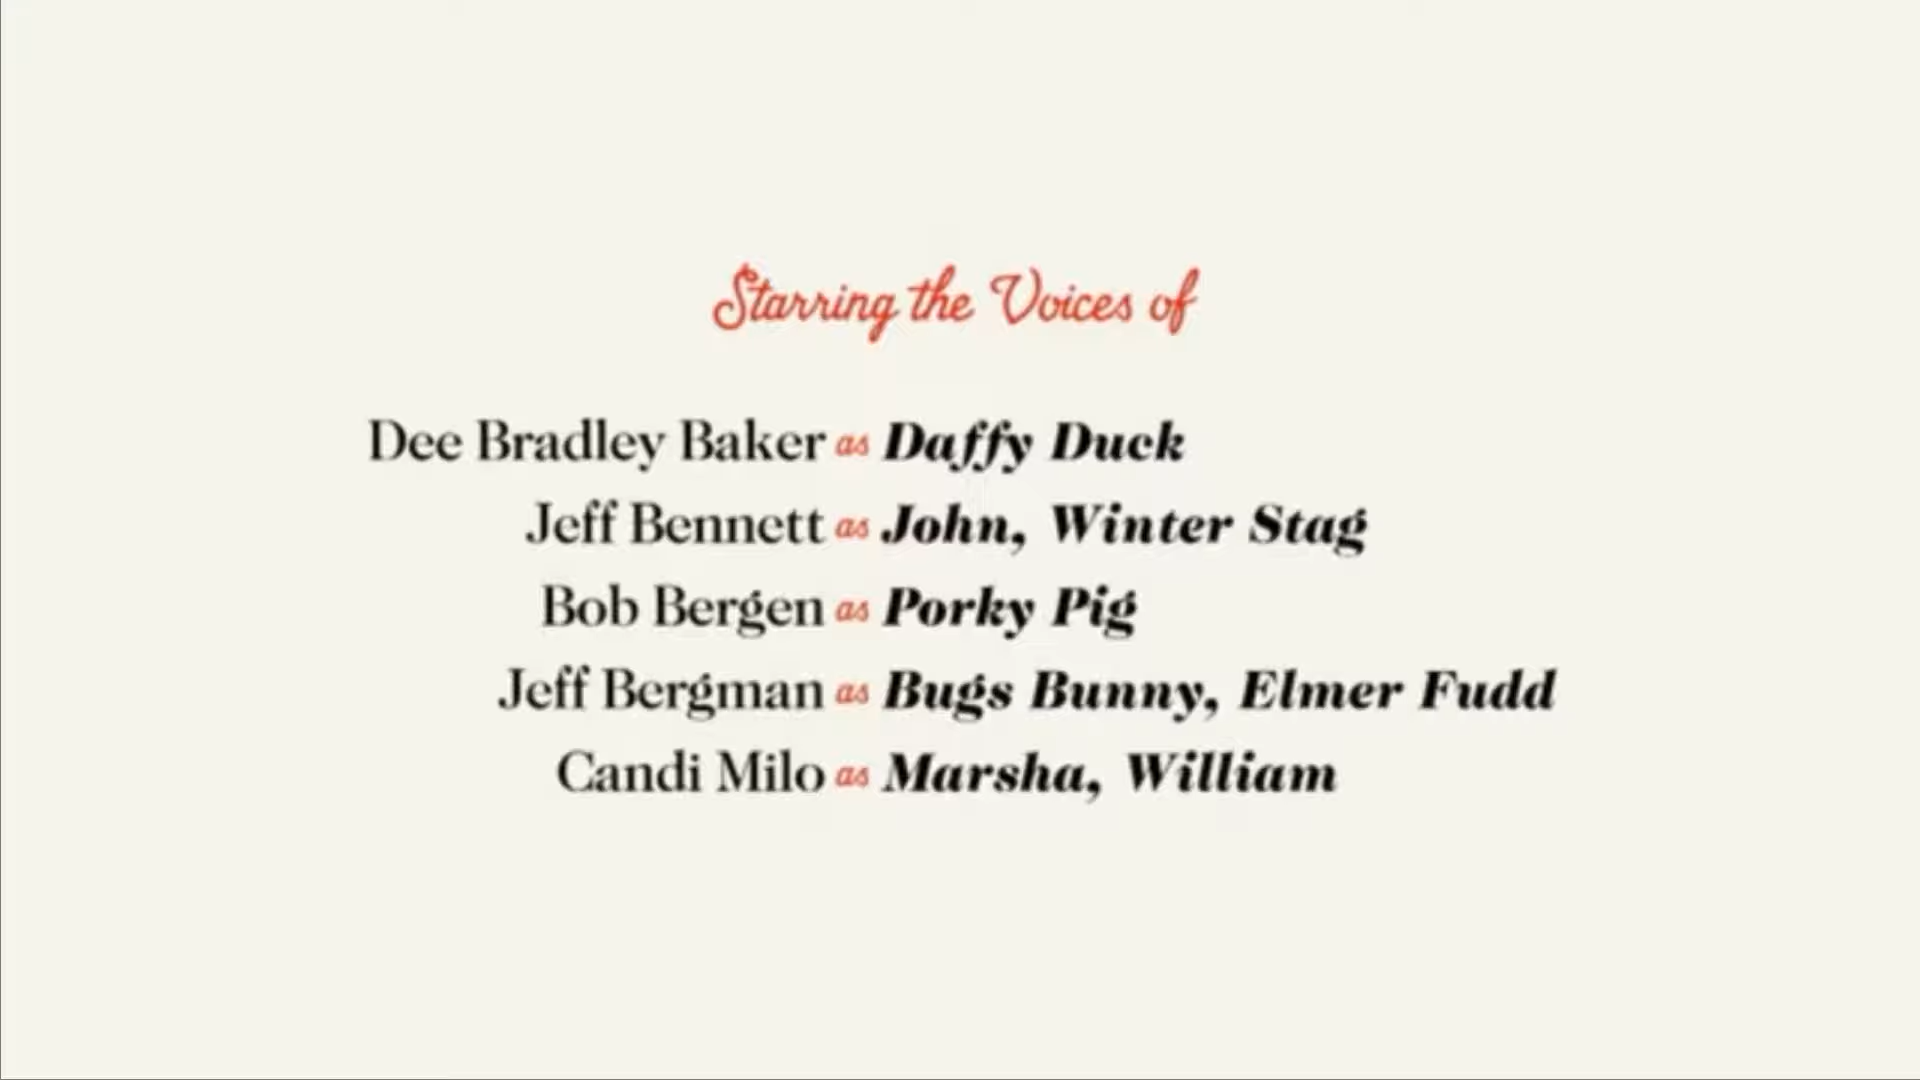 Starring the Voices of
Dee Bradley Baker as Daffy Duck
Jeff Bennett as John, Winter Stag
Bob Bergen as Porky Pig
Jeff Bergman as Bugs Bunny, Elmer Fudd
Candi Milo as Marsha, William